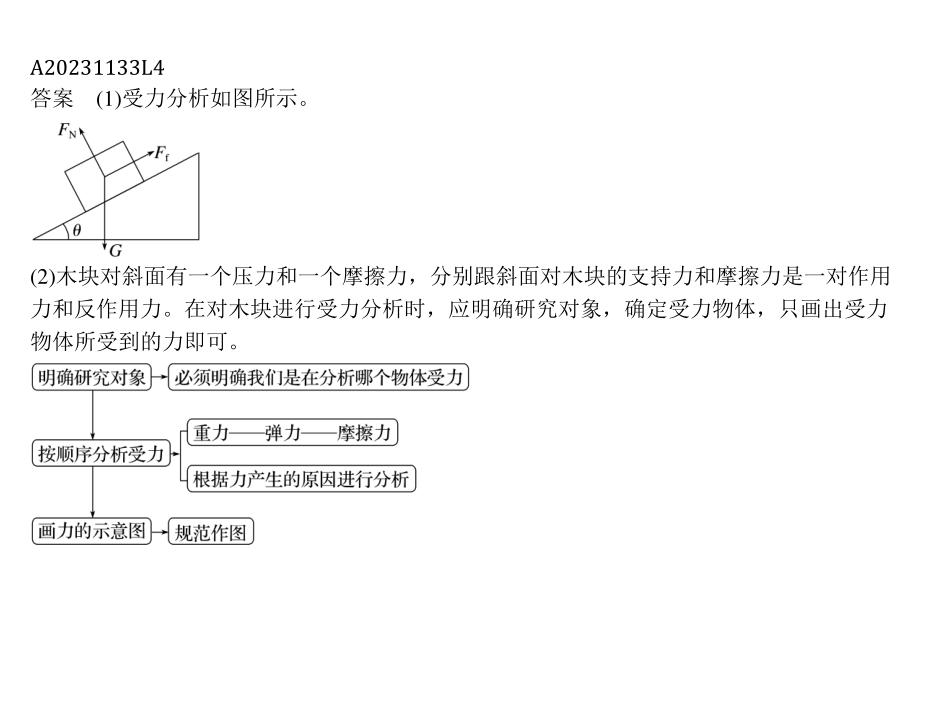 A20231133L4
答案　(1)受力分析如图所示。
FN
Ff
θ
G
(2)木块对斜面有一个压力和一个摩擦力，分别跟斜面对木块的支持力和摩擦力是一对作用
力和反作用力。在对木块进行受力分析时，应明确研究对象，确定受力物体，只画出受力
物体所受到的力即可。
明确研究对象 必须明确我们是在分析哪个物体受力
重力——弹力——摩擦力
按顺序分析受力
根据力产生的原因进行分析
画力的示意图 规范作图